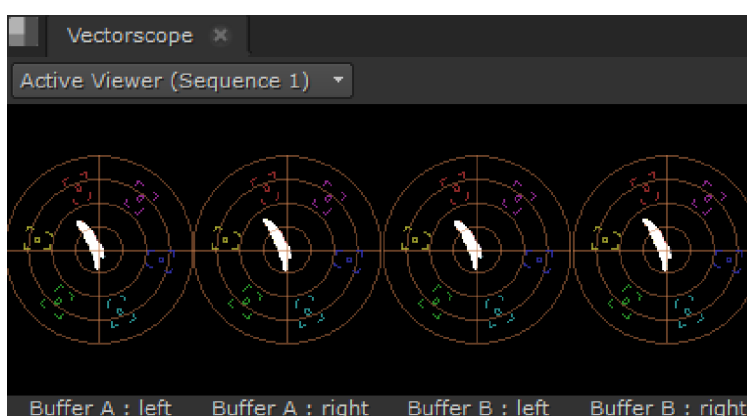 Vectorscope
Active Viewer (Sequence 1)
Buffer A : left
Buffer A : right
Buffer B : left
Buffer B : right